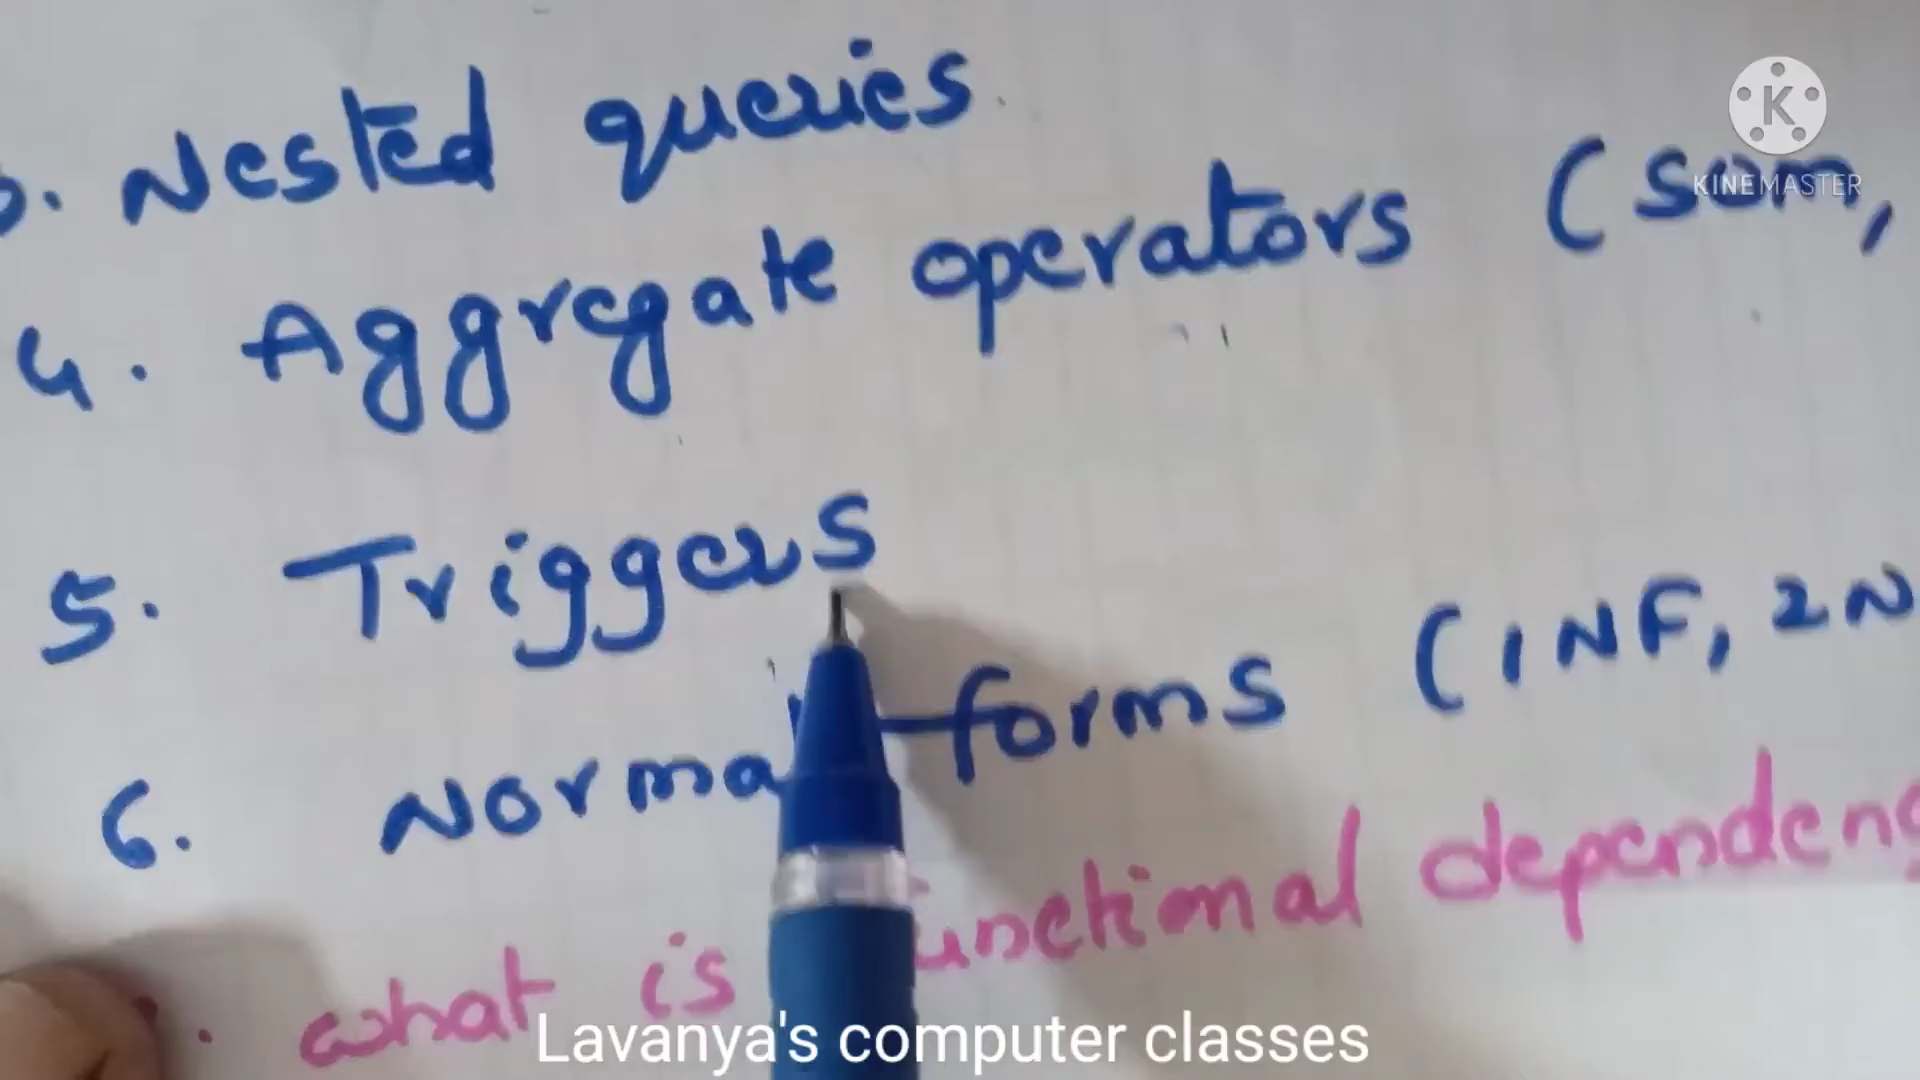 . Nested queries
4. Aggregate operators (sum,
5. Triggers
6. Normal forms (1NF, 2N
. what is functional dependen
K
KINEMASTER
Lavanya's computer classes